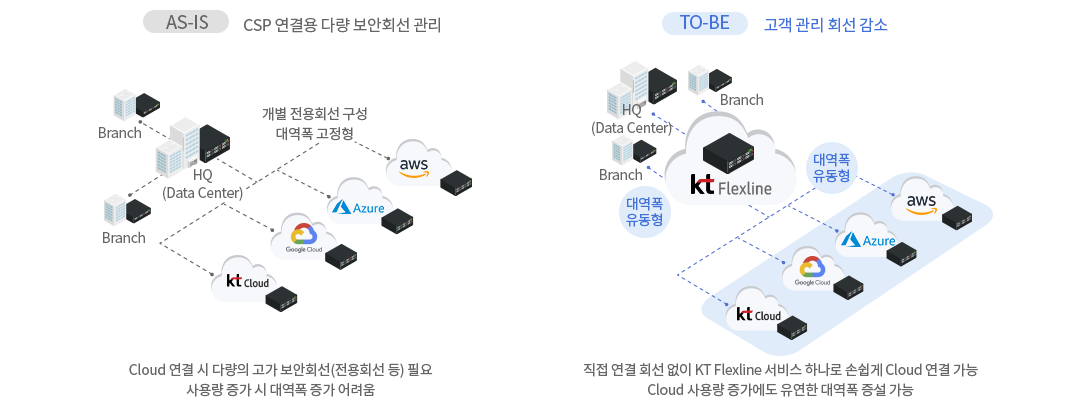 AS-IS
CSP 연결용 다량 보안회선 관리
Branch
HQ
(Data Center)
Branch
개별 전용회선 구성
대역폭 고정형
aws
Azure
Google Cloud
kt Cloud
Cloud 연결 시 다량의 고가 보안회선(전용회선 등) 필요
사용량 증가 시 대역폭 증가 어려움
TO-BE
고객 관리 회선 감소
Branch
HQ
(Data Center)
Branch
kt Flexline
대역폭
유동형
대역폭
유동형
aws
Azure
Google Cloud
kt Cloud
직접 연결 회선 없이 KT Flexline 서비스 하나로 손쉽게 Cloud 연결 가능
Cloud 사용량 증가에도 유연한 대역폭 증설 가능